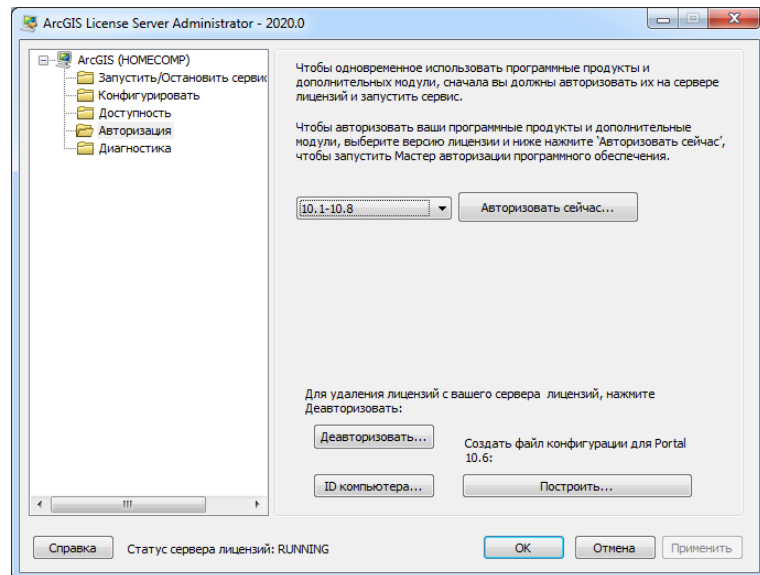 ArcGIS License Server Administrator - 2020.0
ArcGIS (HOMECOMP)
Запустить/Остановить сервис
Конфигурировать
Доступность
Авторизация
Диагностика
Чтобы одновременное использовать программные продукты и
дополнительных модули, сначала вы должны авторизовать их на сервере
лицензий и запустить сервис.
Чтобы авторизовать ваши программные продукты и дополнительные
модули, выберите версию лицензии и ниже нажмите 'Авторизовать сейчас',
чтобы запустить Мастер авторизации программного обеспечения.
10.1-10.8
Авторизовать сейчас...
Для удаления лицензий с вашего сервера лицензий, нажмите
Деавторизовать:
Деавторизовать...
Создать файл конфигурации для Portal
10.6:
ID компьютера...
Построить...
Справка
Статус сервера лицензий: RUNNING
OK
Отмена
Применить